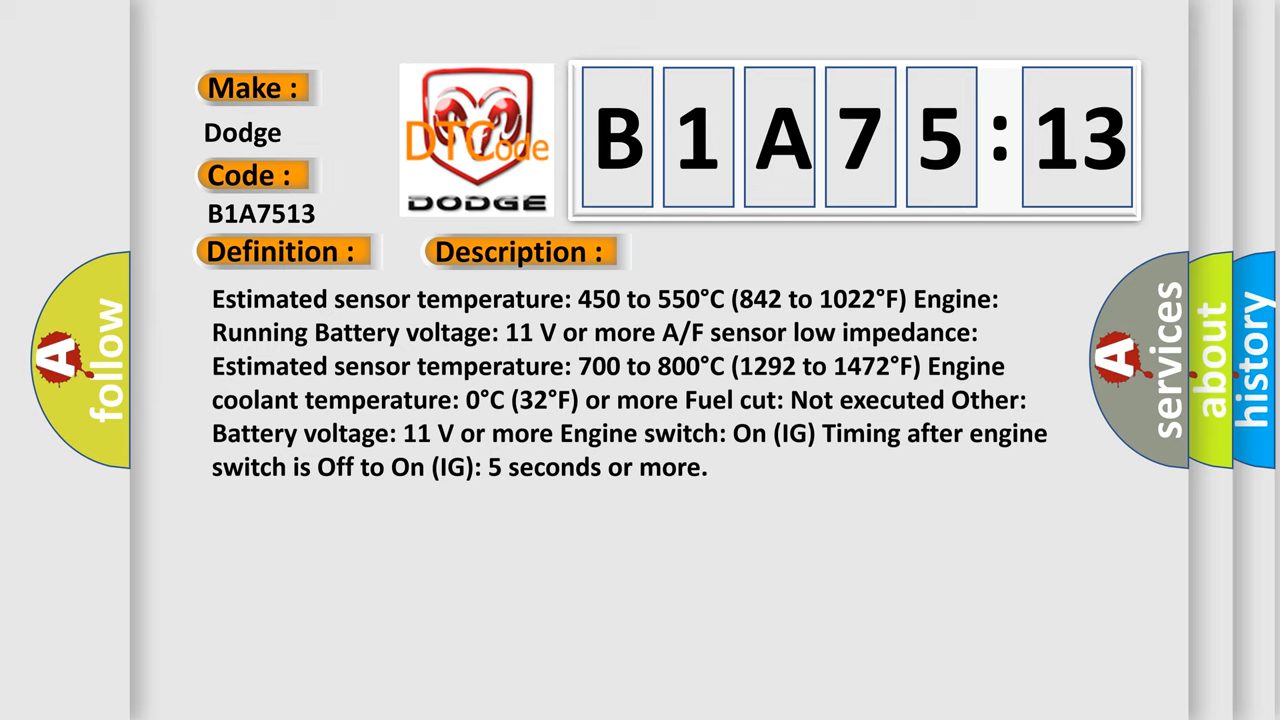 Make :
Dodge
Code :
B1A7513
DTCode
DODGE
B1A75:13
Definition :
Description :
Estimated sensor temperature: 450 to 550°C (842 to 1022°F) Engine:
Running Battery voltage: 11 V or more A/F sensor low impedance:
Estimated sensor temperature: 700 to 800°C (1292 to 1472°F) Engine
coolant temperature: 0°C (32°F) or more Fuel cut: Not executed Other:
Battery voltage: 11 V or more Engine switch: On (IG) Timing after engine
switch is Off to On (IG): 5 seconds or more.
A
follow
A
services
about
history